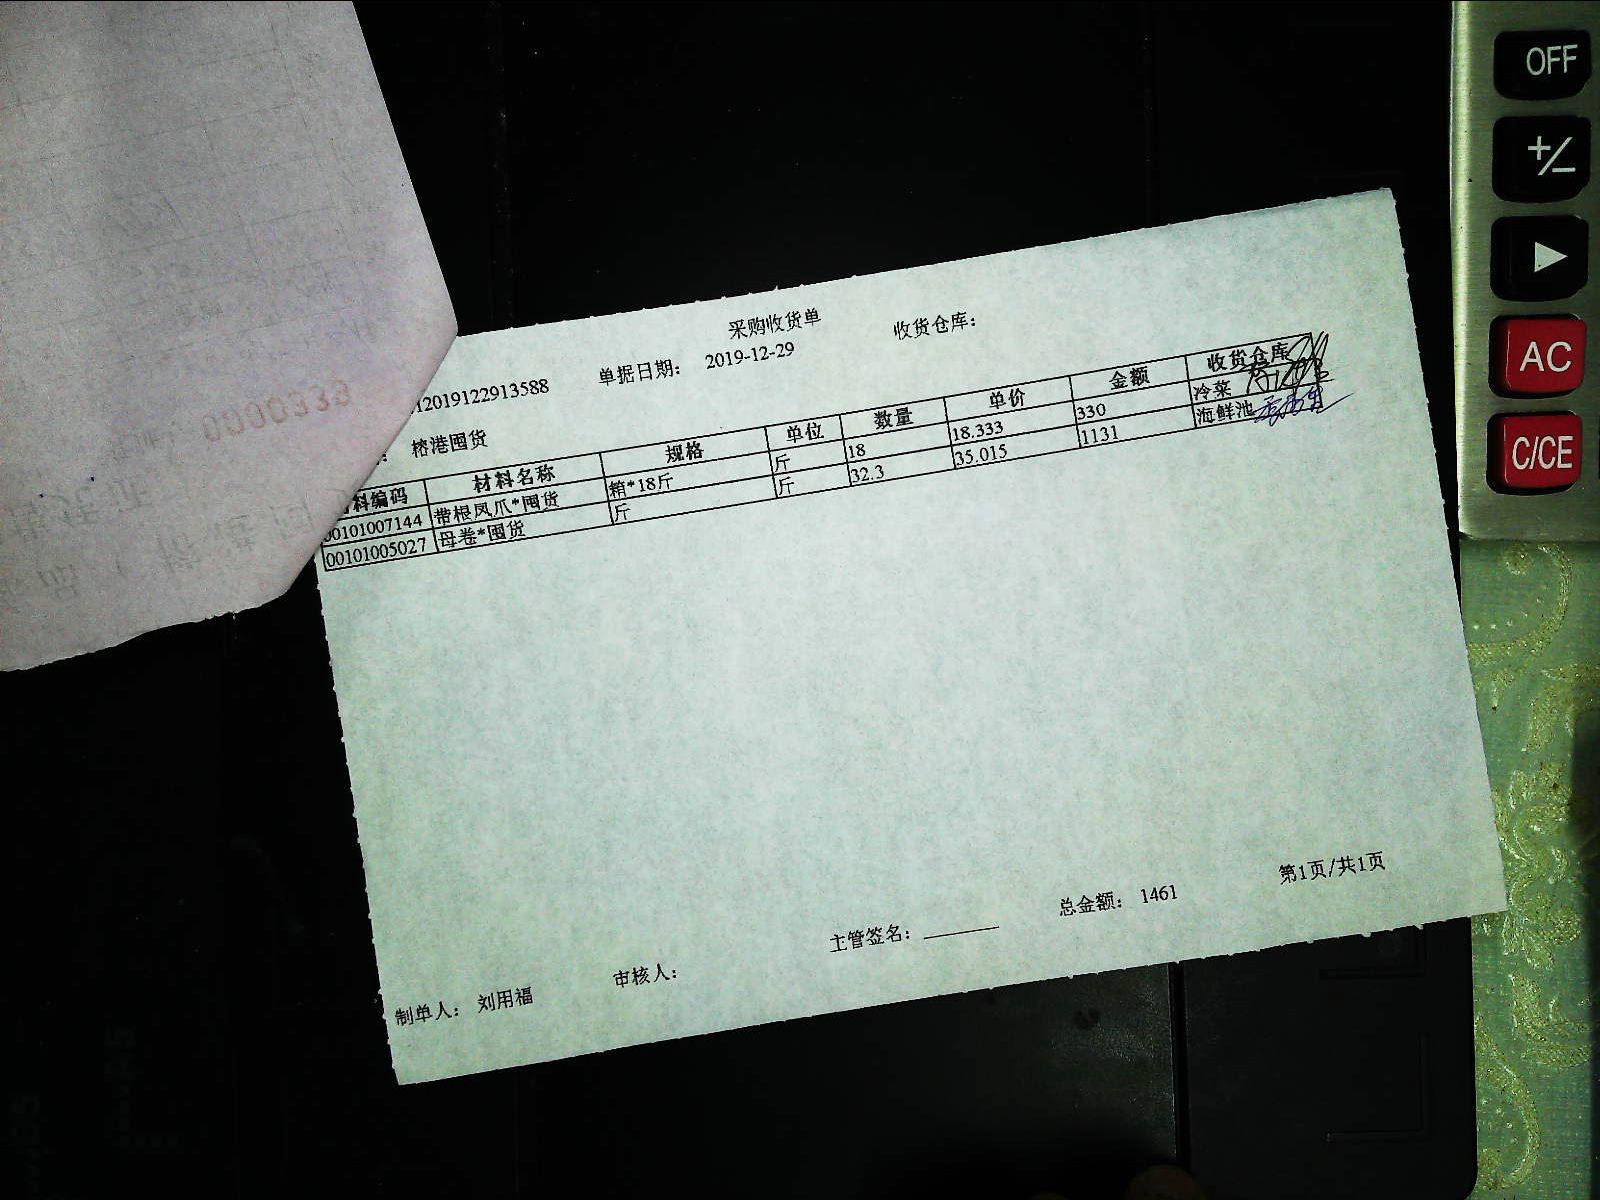 采购收货单
12019122913588 单据日期： 2019-12-29 收货仓库：
： 榕港囤货
料编码 材料名称 规格 单位 数量 单价 金额 收货仓库
00101007144 带根凤爪*囤货 箱*18斤 斤 18 18.333 330 冷菜
00101005027 母卷*囤货 斤 斤 32.3 35.015 1131 海鲜池
制单人： 刘用福 审核人： 主管签名： 总金额： 1461 第1页/共1页
0000339
OFF
+/−
▶
AC
C/CE